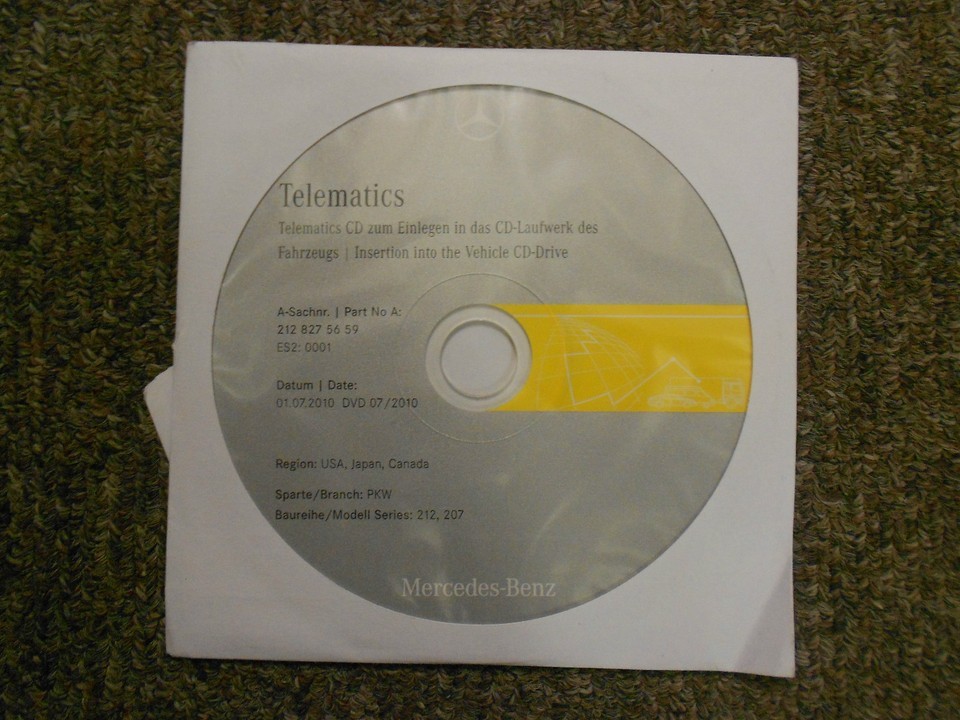 Telematics
Telematics CD zum Einlegen in das CD-Laufwerk des
Fahrzeugs | Insertion into the Vehicle CD-Drive
A-Sachnr. | Part No A:
212 827 56 59
ES2: 0001
Datum | Date:
01.07.2010 DVD 07/2010
Region: USA, Japan, Canada
Sparte/Branch: PKW
Baureihe/Modell Series: 212, 207
Mercedes-Benz